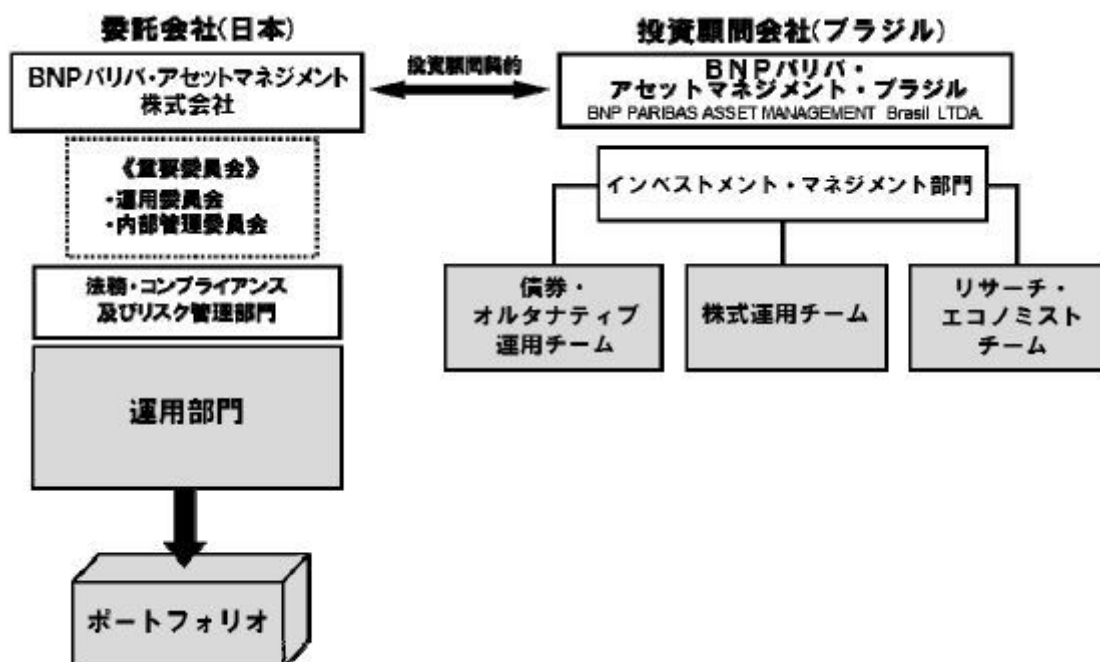 委託会社(日本)
BNPパリバ・アセットマネジメント
株式会社
《重要委員会》
・運用委員会
・内部管理委員会
法務・コンプライアンス
及びリスク管理部門
運用部門
ポートフォリオ
投資顧問契約
投資顧問会社(ブラジル)
BNPパリバ・
アセットマネジメント・ブラジル
BNP PARIBAS ASSET MANAGEMENT Brasil LTDA.
インベストメント・マネジメント部門
債券・
オルタナティブ
運用チーム
株式運用チーム
リサーチ・
エコノミスト
チーム